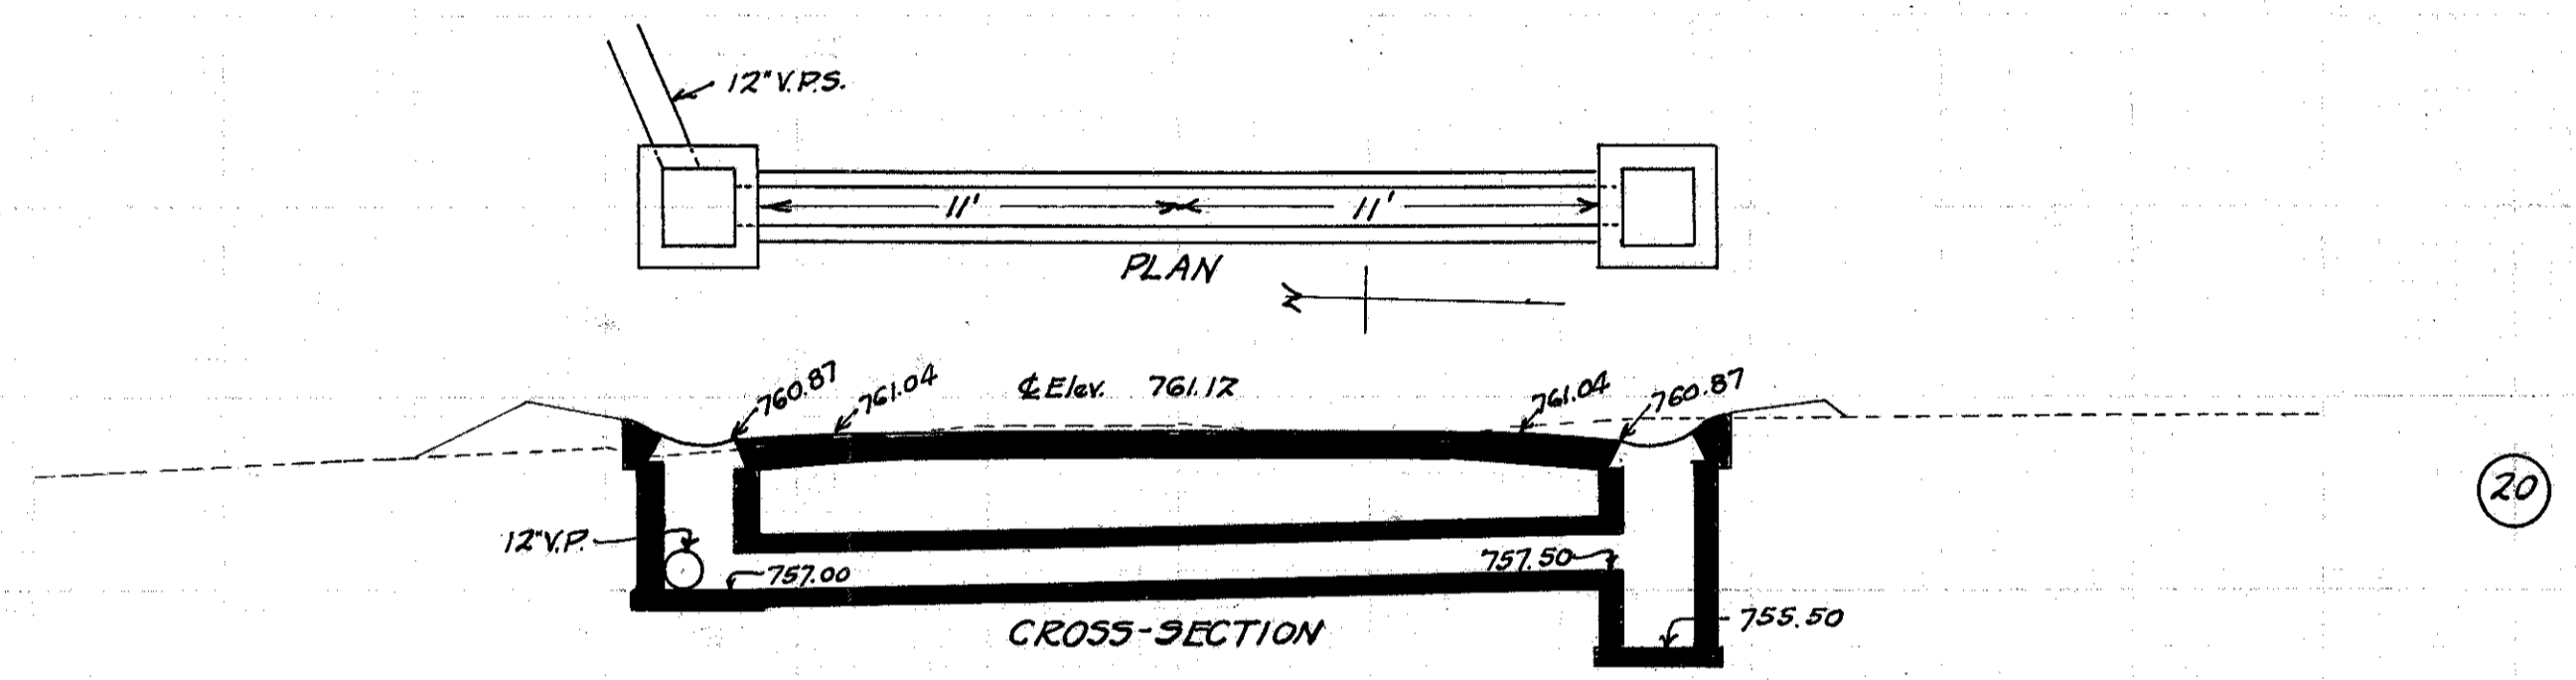 12" V.P.S.
11' 11'
PLAN
760.87 761.04 ℄ Elev. 761.12 761.04 760.87
20
12" V.P. 757.00 757.50
755.50
CROSS-SECTION